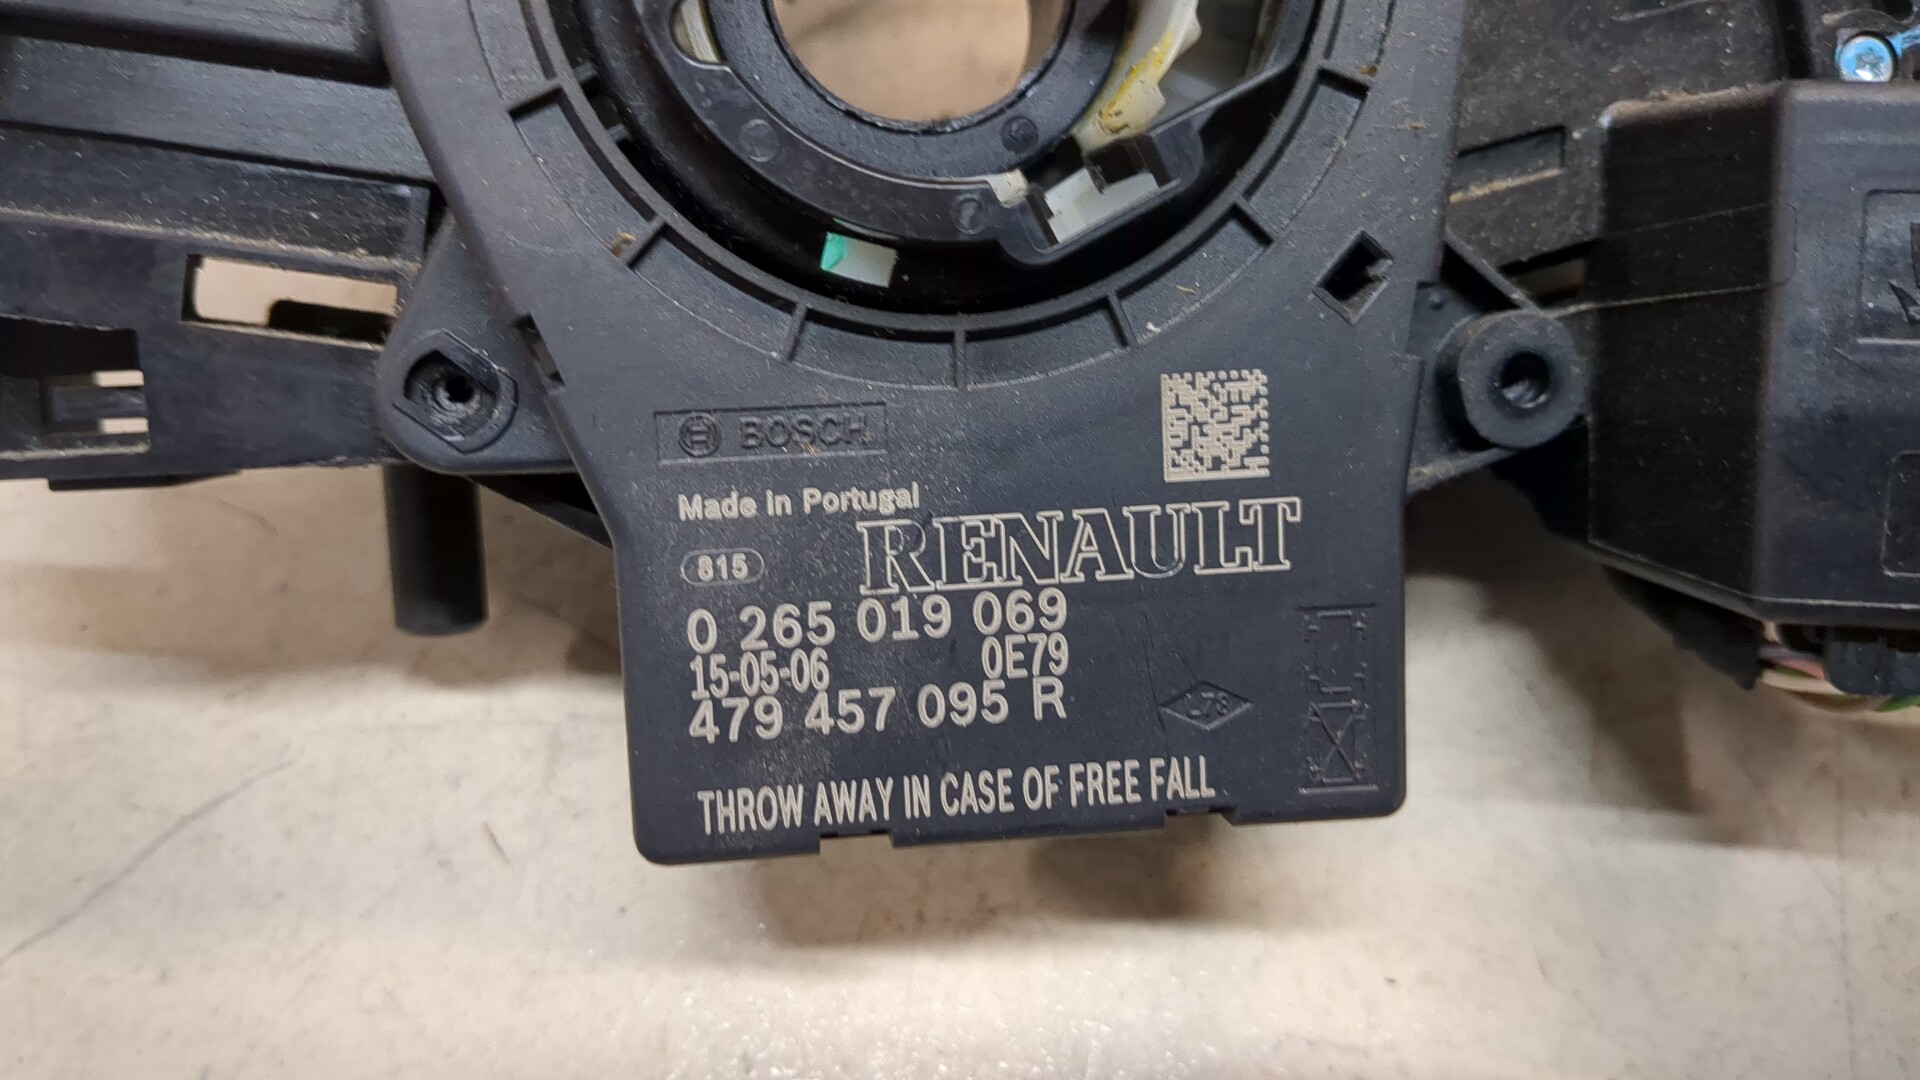 BOSCH
Made in Portugal
815
RENAULT
0 265 019 069
15-05-06 0E79
479 457 095 R
THROW AWAY IN CASE OF FREE FALL